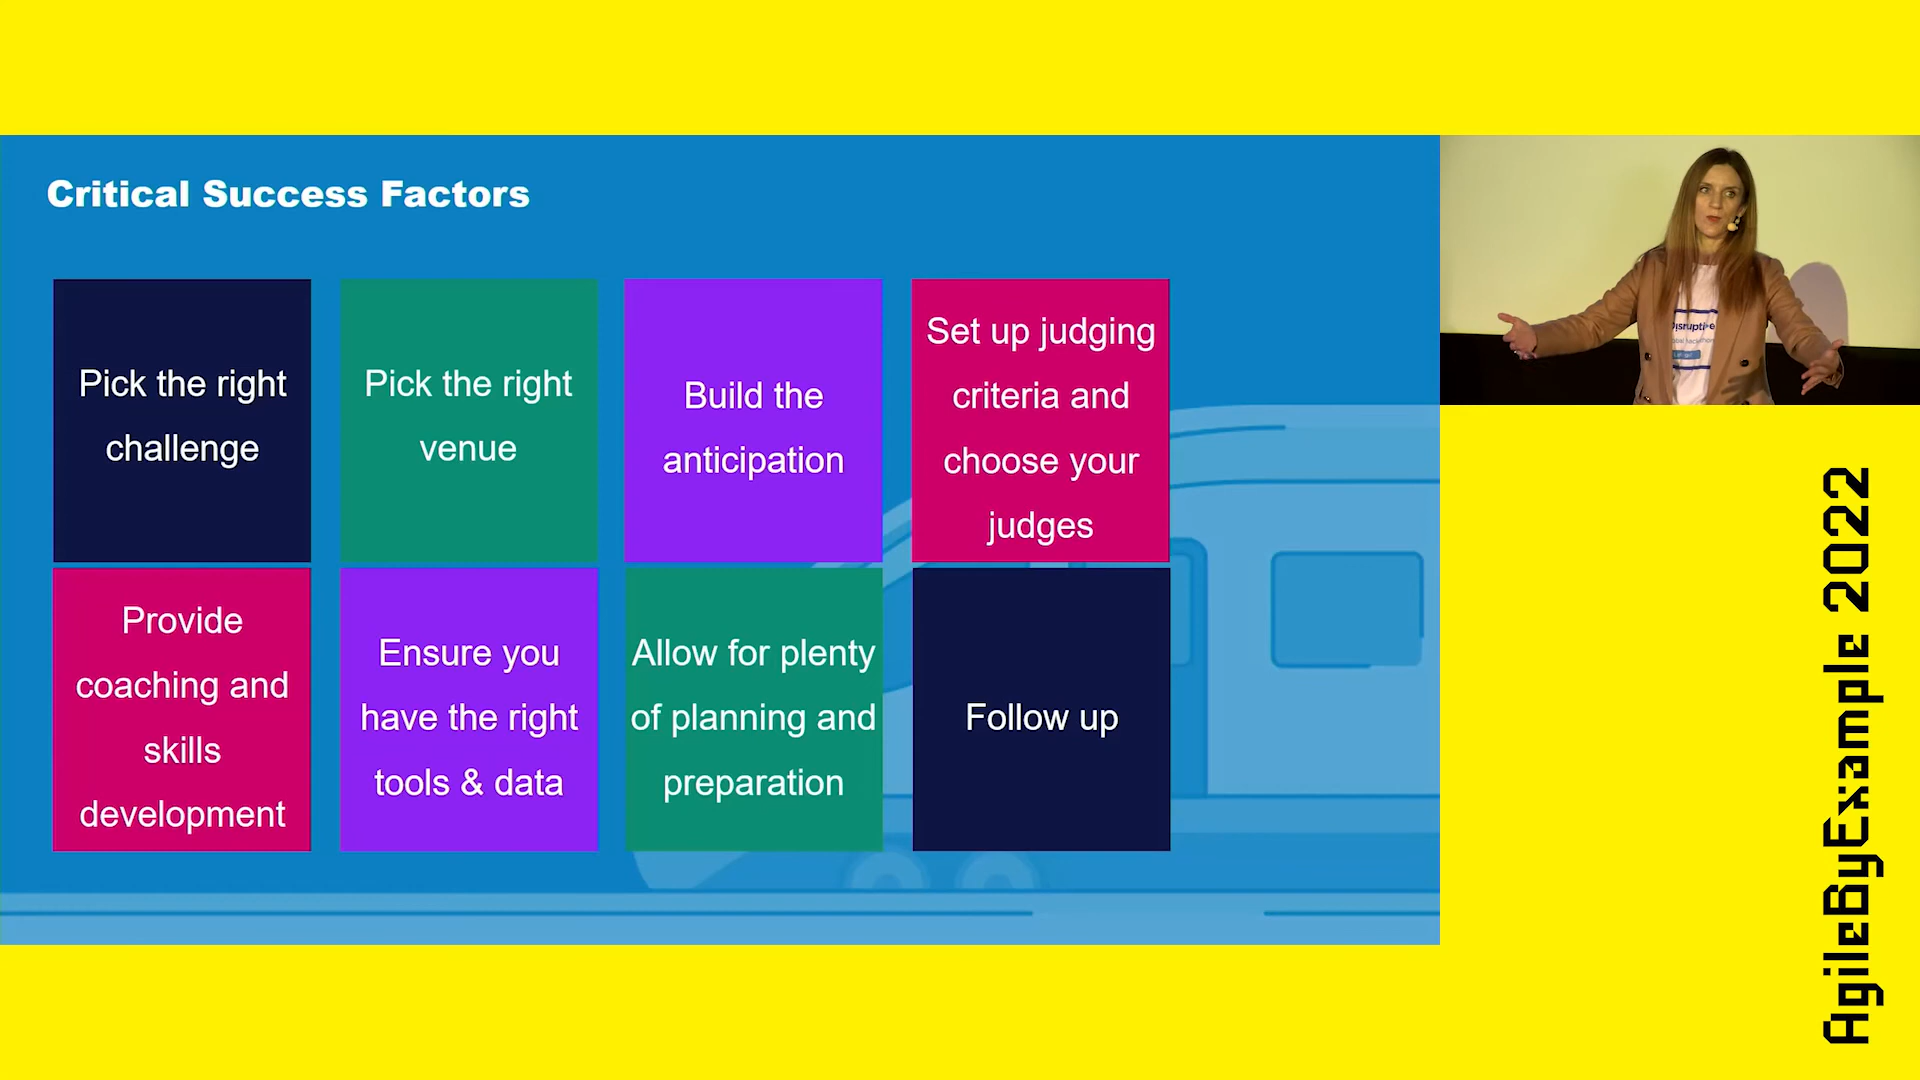 Critical Success Factors
Pick the right
challenge
Pick the right
venue
Build the
anticipation
Set up judging
criteria and
choose your
judges
Provide
coaching and
skills
development
Ensure you
have the right
tools & data
Allow for plenty
of planning and
preparation
Follow up
Disruptive
AgileByExample 2022